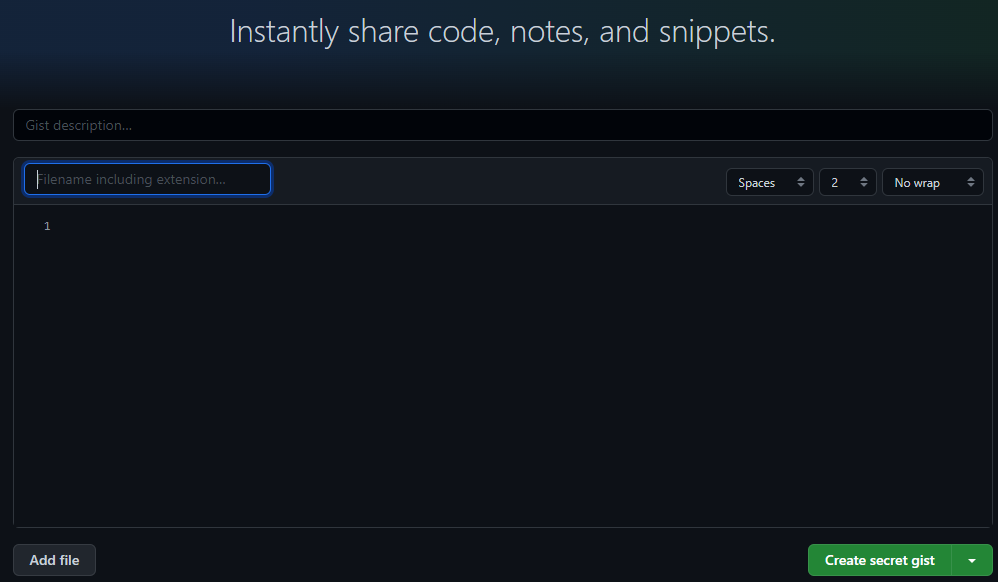 Instantly share code, notes, and snippets.
Gist description...
Filename including extension... Spaces 2 No wrap
1
Add file Create secret gist